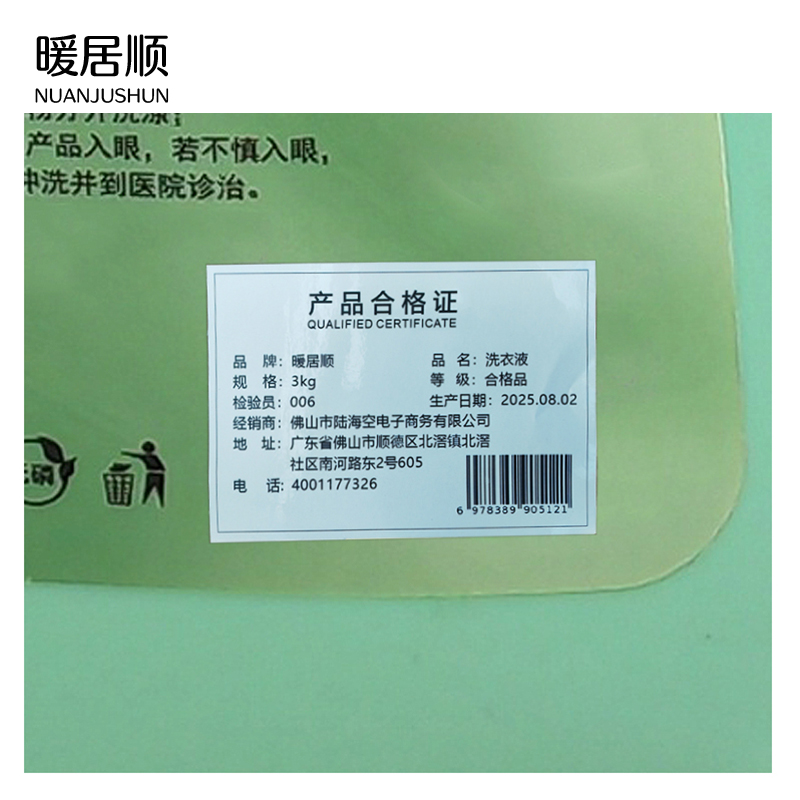 暖居顺
NUANJUSHUN
产品入眼，若不慎入眼，
冲洗并到医院诊治。
产品合格证
QUALIFIED CERTIFICATE
品 牌：暖居顺 品 名：洗衣液
规 格：3kg 等 级：合格品
检验员：006 生产日期：2025.08.02
经销商：佛山市陆海空电子商务有限公司
地 址：广东省佛山市顺德区北滘镇北滘
社区南河路东2号605
电 话：4001177326
6 978389 905121